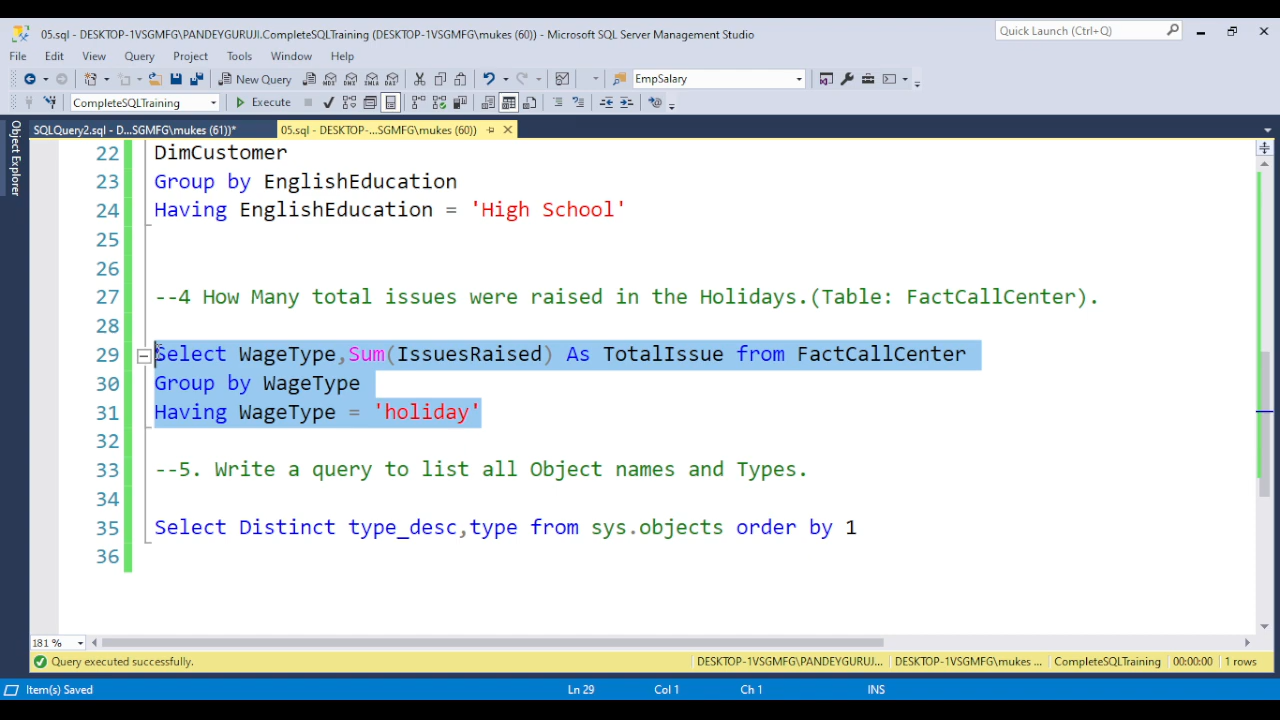 05.sql - DESKTOP-1VSGMFG\PANDEYGURUJI.CompleteSQLTraining (DESKTOP-1VSGMFG\mukes (60)) - Microsoft SQL Server Management Studio
Quick Launch (Ctrl+Q)
File Edit View Query Project Tools Window Help
New Query
EmpSalary
CompleteSQLTraining
Execute
Object Explorer
SQLQuery2.sql - D...SGMFG\mukes (61))*
05.sql - DESKTOP-...SGMFG\mukes (60))
22 DimCustomer
23 Group by EnglishEducation
24 Having EnglishEducation = 'High School'
25
26
27 --4 How Many total issues were raised in the Holidays.(Table: FactCallCenter).
28
29 Select WageType,Sum(IssuesRaised) As TotalIssue from FactCallCenter
30 Group by WageType
31 Having WageType = 'holiday'
32
33 --5. Write a query to list all Object names and Types.
34
35 Select Distinct type_desc,type from sys.objects order by 1
36
181 %
Query executed successfully.
DESKTOP-1VSGMFG\PANDEYGURUJ... DESKTOP-1VSGMFG\mukes ... CompleteSQLTraining 00:00:00 1 rows
Item(s) Saved
Ln 29 Col 1 Ch 1 INS